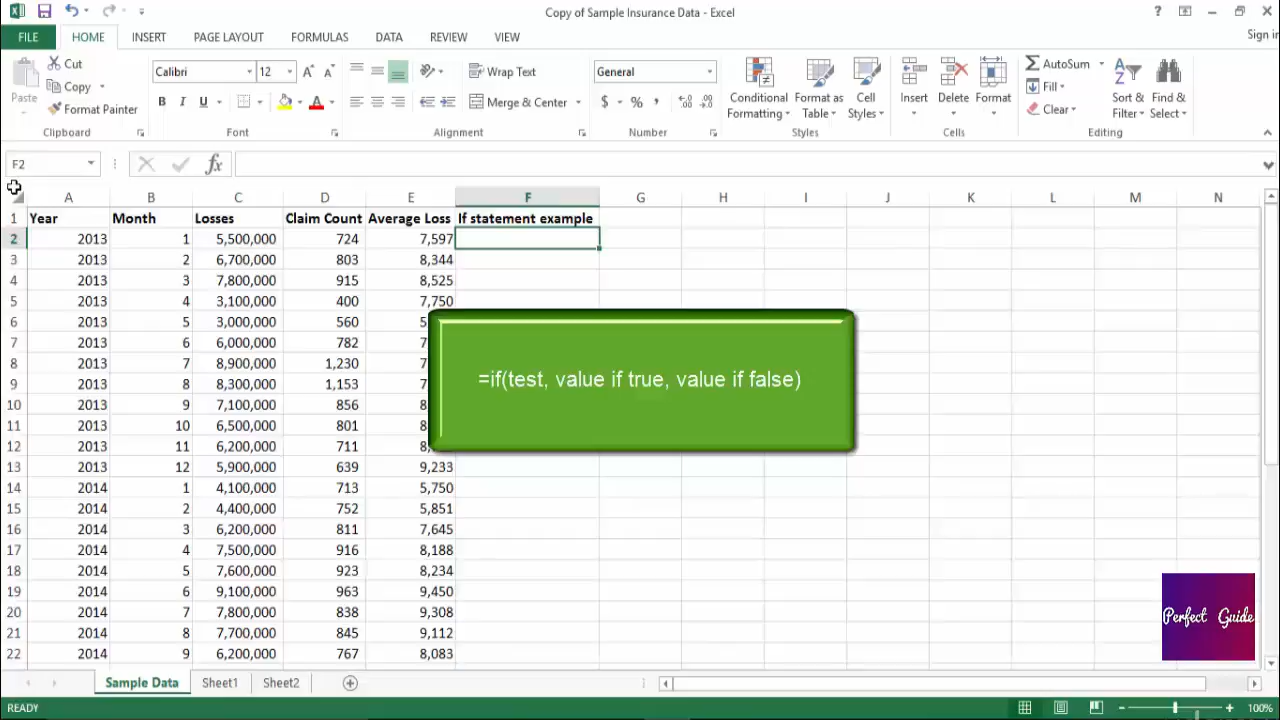 Copy of Sample Insurance Data - Excel
FILE HOME INSERT PAGE LAYOUT FORMULAS DATA REVIEW VIEW Sign in
Cut
Copy
Format Painter
Paste
Clipboard
Calibri 12
B I U
Font
Wrap Text
Merge & Center
Alignment
General
$ % ,
Number
Conditional Formatting
Format as Table
Cell Styles
Styles
Insert Delete Format
Cells
AutoSum
Fill
Clear
Sort & Filter
Find & Select
Editing
F2 fx
A B C D E F G H I J K L M N
1 Year Month Losses Claim Count Average Loss If statement example
2 2013 1 5,500,000 724 7,597
3 2013 2 6,700,000 803 8,344
4 2013 3 7,800,000 915 8,525
5 2013 4 3,100,000 400 7,750
6 2013 5 3,000,000 560 5
7 2013 6 6,000,000 782 7
8 2013 7 8,900,000 1,230 7
9 2013 8 8,300,000 1,153 7
10 2013 9 7,100,000 856 8
11 2013 10 6,500,000 801 8
12 2013 11 6,200,000 711 8
13 2013 12 5,900,000 639 9,233
14 2014 1 4,100,000 713 5,750
15 2014 2 4,400,000 752 5,851
16 2014 3 6,200,000 811 7,645
17 2014 4 7,500,000 916 8,188
18 2014 5 7,600,000 923 8,234
19 2014 6 9,100,000 963 9,450
20 2014 7 7,800,000 838 9,308
21 2014 8 7,700,000 845 9,112
22 2014 9 6,200,000 767 8,083
=if(test, value if true, value if false)
Perfect Guide
Sample Data Sheet1 Sheet2
READY 100%